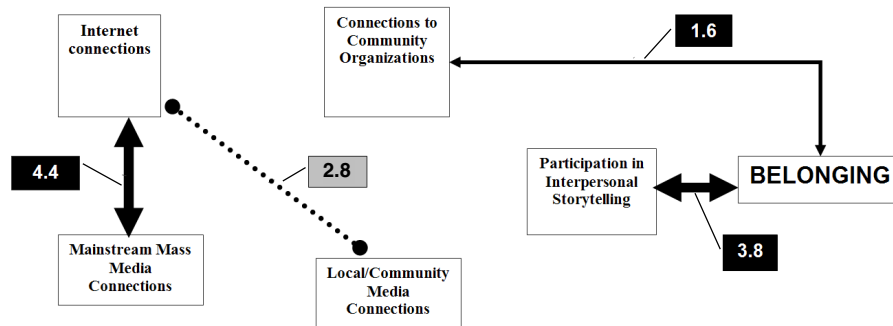 Internet
connections
Connections to
Community
Organizations
1.6
4.4
2.8
Participation in
Interpersonal
Storytelling
BELONGING
3.8
Mainstream Mass
Media
Connections
Local/Community
Media
Connections